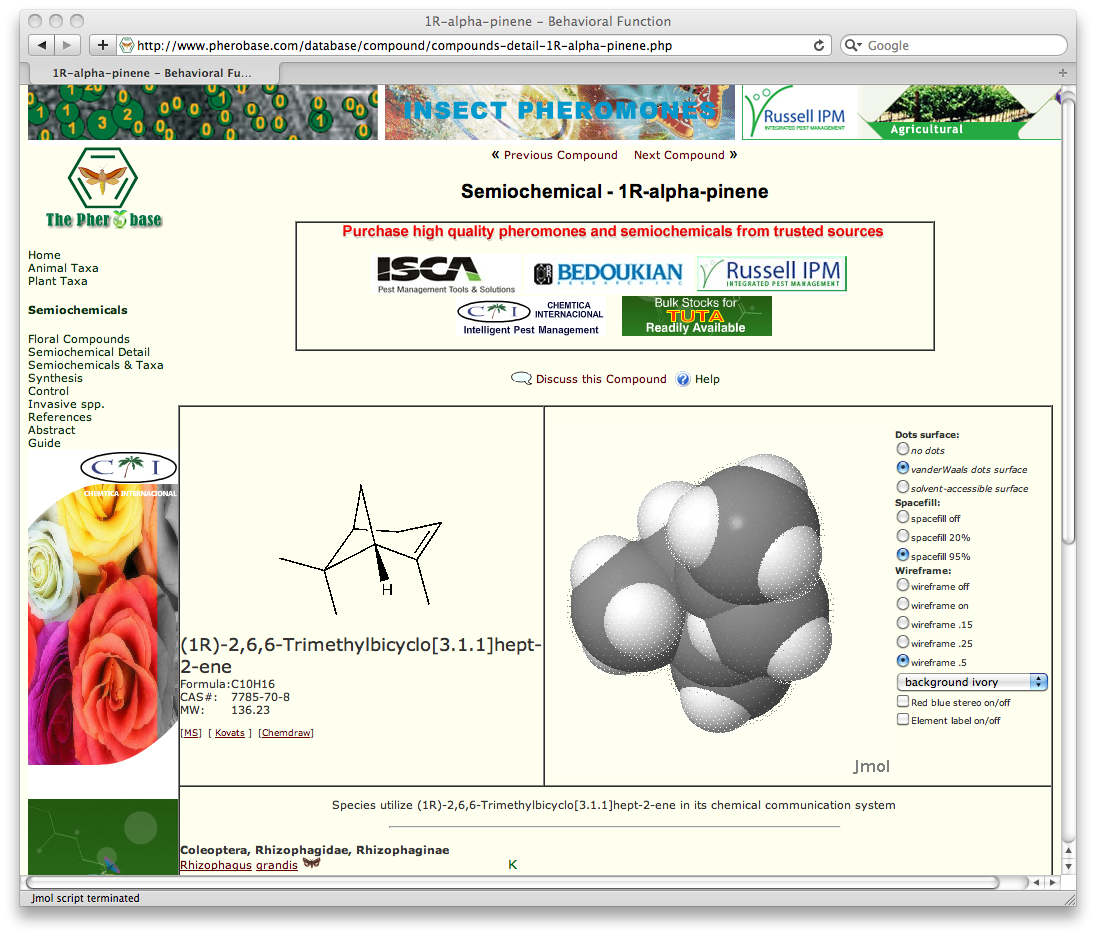 1R-alpha-pinene – Behavioral Function
http://www.pherobase.com/database/compound/compounds-detail-1R-alpha-pinene.php
Google
1R-alpha-pinene – Behavioral Fu...
INSECT PHEROMONES
Russell IPM
INTEGRATED PEST MANAGEMENT
Agricultural
The Pherobase
« Previous Compound Next Compound »
Semiochemical - 1R-alpha-pinene
Purchase high quality pheromones and semiochemicals from trusted sources
ISCA
Pest Management Tools & Solutions
BEDOUKIAN
RESEARCH INC
Russell IPM
INTEGRATED PEST MANAGEMENT
C I
CHEMTICA
INTERNACIONAL
Intelligent Pest Management
Bulk Stocks for
TUTA
Readily Available
Discuss this Compound Help
Home
Animal Taxa
Plant Taxa
Semiochemicals
Floral Compounds
Semiochemical Detail
Semiochemicals & Taxa
Synthesis
Control
Invasive spp.
References
Abstract
Guide
C I
CHEMTICA INTERNACIONAL
H
(1R)-2,6,6-Trimethylbicyclo[3.1.1]hept-
2-ene
Formula:C10H16
CAS#: 7785-70-8
MW: 136.23
[MS] [ Kovats ] [Chemdraw]
Dots surface:
no dots
vanderWaals dots surface
solvent-accessible surface
Spacefill:
spacefill off
spacefill 20%
spacefill 95%
Wireframe:
wireframe off
wireframe on
wireframe .15
wireframe .25
wireframe .5
background ivory
Red blue stereo on/off
Element label on/off
Jmol
Species utilize (1R)-2,6,6-Trimethylbicyclo[3.1.1]hept-2-ene in its chemical communication system
Coleoptera, Rhizophagidae, Rhizophaginae
Rhizophagus grandis K
Jmol script terminated